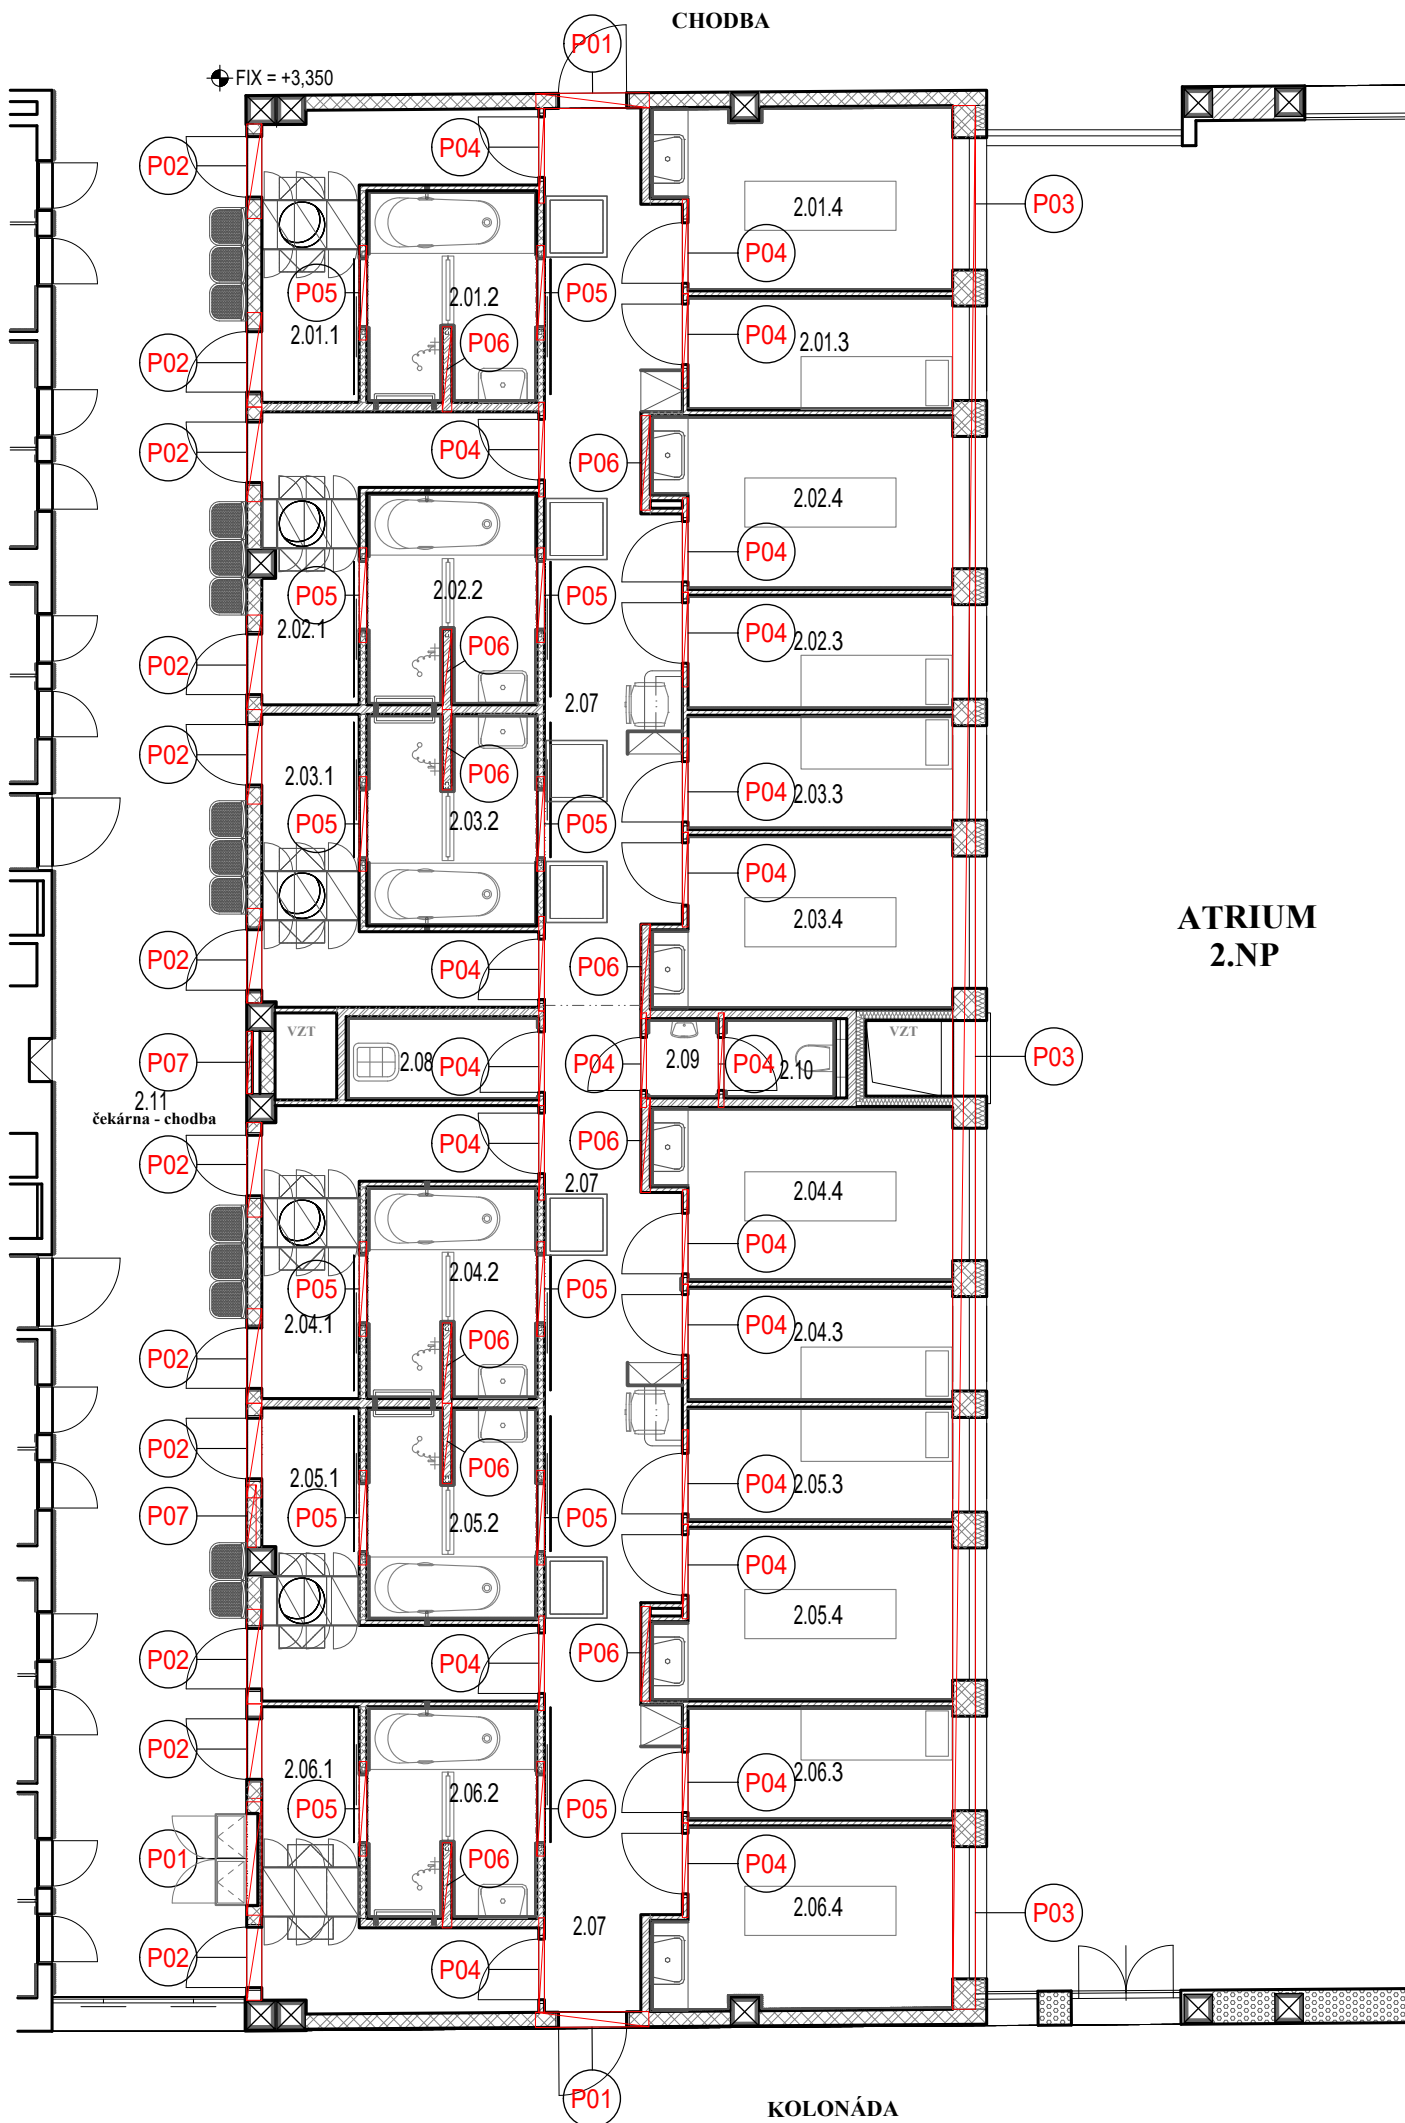 CHODBA
P01
FIX = +3,350
P02
P04
2.01.4
P03
P04
P05
2.01.2
P05
2.01.1
P06
P04
2.01.3
P02
P02
P04
P06
2.02.4
P04
P05
2.02.2
P05
2.02.1
P04
2.02.3
P06
P02
2.07
P02
2.03.1
P06
P04
2.03.3
P05
2.03.2
P05
P04
2.03.4
ATRIUM
2.NP
P02
P04
P06
VZT
VZT
P07
2.08
P04
P04
2.09
P04
2.10
P03
2.11
čekárna - chodba
P02
P04
P06
2.07
2.04.4
P04
P05
2.04.2
P05
2.04.1
P04
2.04.3
P06
P02
P02
P06
2.05.1
P04
2.05.3
P07
P05
2.05.2
P05
P04
2.05.4
P02
P04
P06
P02
2.06.1
2.06.2
P04
2.06.3
P05
P05
P01
P06
P04
2.06.4
P03
2.07
P02
P04
P01
KOLONÁDA